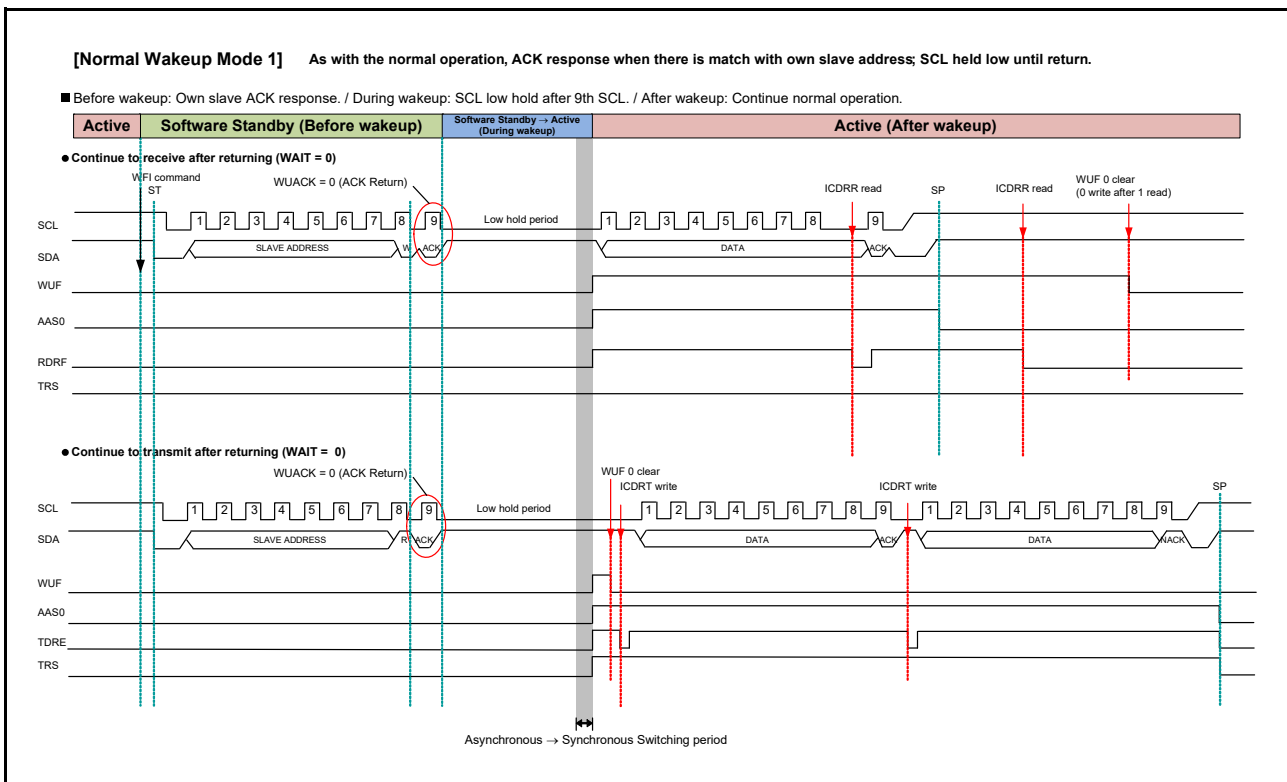 [Normal Wakeup Mode 1] As with the normal operation, ACK response when there is match with own slave address; SCL held low until return.
■ Before wakeup: Own slave ACK response. / During wakeup: SCL low hold after 9th SCL. / After wakeup: Continue normal operation.
Active Software Standby (Before wakeup) Software Standby → Active (During wakeup) Active (After wakeup)
● Continue to receive after returning (WAIT = 0)
WFI command
ST
WUACK = 0 (ACK Return)
ICDRR read
SP
ICDRR read
WUF 0 clear
(0 write after 1 read)
SCL 1 2 3 4 5 6 7 8 9 Low hold period 1 2 3 4 5 6 7 8 9
SDA SLAVE ADDRESS W ACK DATA ACK
WUF
AAS0
RDRF
TRS
● Continue to transmit after returning (WAIT = 0)
WUACK = 0 (ACK Return)
WUF 0 clear
ICDRT write
ICDRT write
SP
SCL 1 2 3 4 5 6 7 8 9 Low hold period 1 2 3 4 5 6 7 8 9 1 2 3 4 5 6 7 8 9
SDA SLAVE ADDRESS R ACK DATA ACK DATA NACK
WUF
AAS0
TDRE
TRS
Asynchronous → Synchronous Switching period